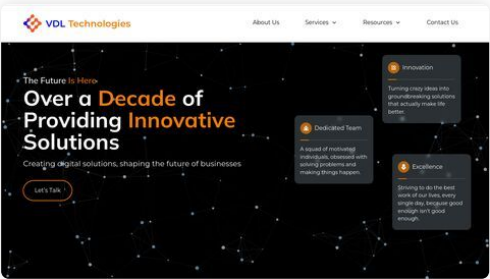 VDL Technologies
About Us
Services
Resources
Contact Us
The Future Is Here
Over a Decade of
Providing Innovative
Solutions
Creating digital solutions, shaping the future of businesses
Let's Talk
Innovation
Turning crazy ideas into
groundbreaking solutions
that actually make life
better.
Dedicated Team
A squad of motivated
individuals, obsessed with
solving problems and
making things happen.
Excellence
Striving to do the best
work of our lives, every
single day, because good
enough isn't good
enough.